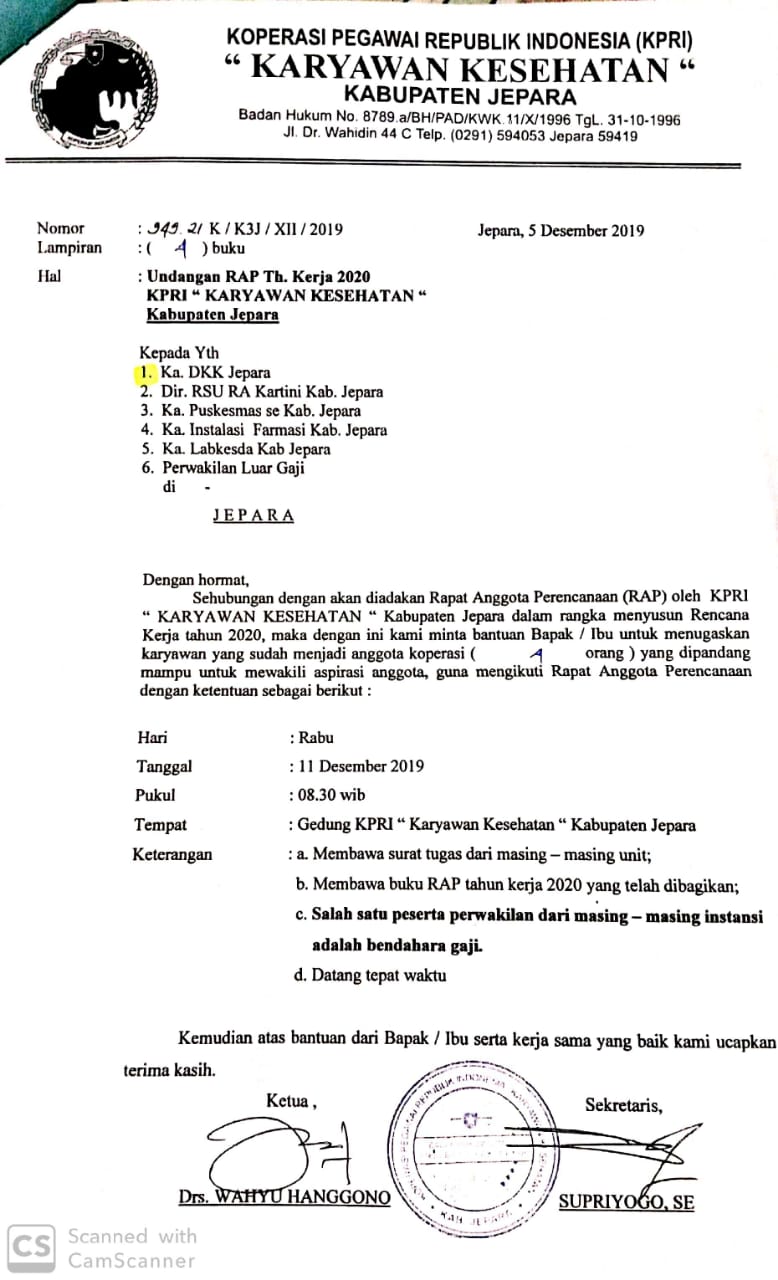 KOPERASI PEGAWAI REPUBLIK INDONESIA (KPRI)
“ KARYAWAN KESEHATAN “
KABUPATEN JEPARA
Badan Hukum No. 8789.a/BH/PAD/KWK.11/X/1996 TgL. 31-10-1996
Jl. Dr. Wahidin 44 C Telp. (0291) 594053 Jepara 59419
Nomor : 949.21 K / K3J / XII / 2019 Jepara, 5 Desember 2019
Lampiran : ( ) buku
Hal : Undangan RAP Th. Kerja 2020
KPRI “ KARYAWAN KESEHATAN “
Kabupaten Jepara
Kepada Yth
1. Ka. DKK Jepara
2. Dir. RSU RA Kartini Kab. Jepara
3. Ka. Puskesmas se Kab. Jepara
4. Ka. Instalasi Farmasi Kab. Jepara
5. Ka. Labkesda Kab Jepara
6. Perwakilan Luar Gaji
di -
J E P A R A
Dengan hormat,
Sehubungan dengan akan diadakan Rapat Anggota Perencanaan (RAP) oleh KPRI
“ KARYAWAN KESEHATAN “ Kabupaten Jepara dalam rangka menyusun Rencana
Kerja tahun 2020, maka dengan ini kami minta bantuan Bapak / Ibu untuk menugaskan
karyawan yang sudah menjadi anggota koperasi ( orang ) yang dipandang
mampu untuk mewakili aspirasi anggota, guna mengikuti Rapat Anggota Perencanaan
dengan ketentuan sebagai berikut :
Hari : Rabu
Tanggal : 11 Desember 2019
Pukul : 08.30 wib
Tempat : Gedung KPRI “ Karyawan Kesehatan “ Kabupaten Jepara
Keterangan : a. Membawa surat tugas dari masing – masing unit;
b. Membawa buku RAP tahun kerja 2020 yang telah dibagikan;
c. Salah satu peserta perwakilan dari masing – masing instansi
adalah bendahara gaji.
d. Datang tepat waktu
Kemudian atas bantuan dari Bapak / Ibu serta kerja sama yang baik kami ucapkan
terima kasih.
Ketua , Sekretaris,
Drs. WAHYU HANGGONO SUPRIYOGO, SE
KAB. JEPARA
CS Scanned with
CamScanner